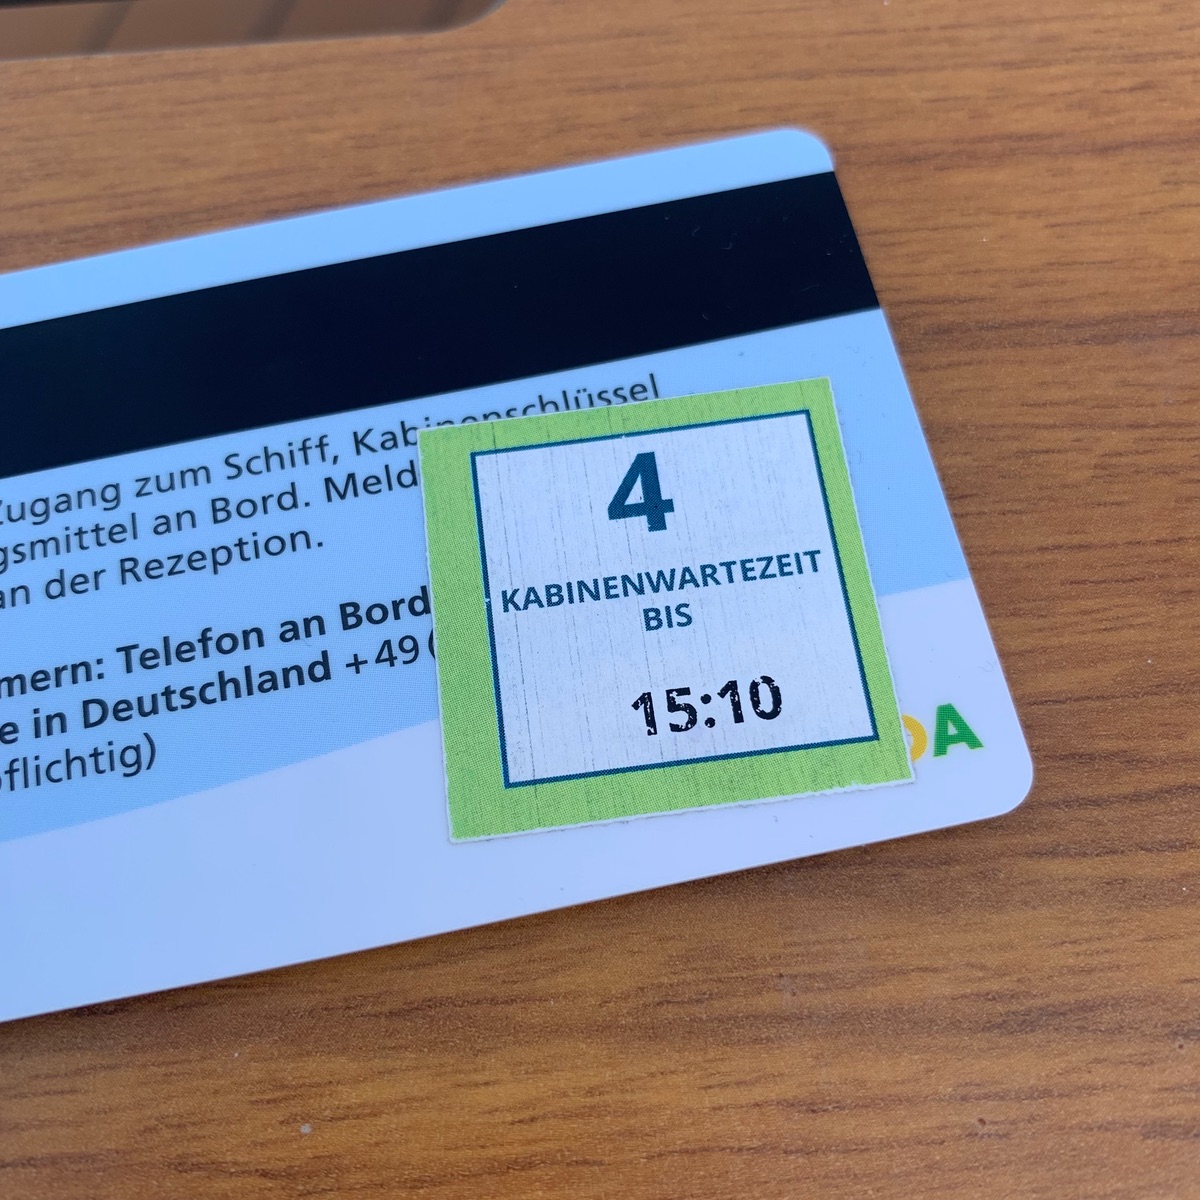 Zugang zum Schiff, Kabinenschlüssel
gsmittel an Bord. Meld
an der Rezeption.
mern: Telefon an Bord
e in Deutschland +49 (
pflichtig)
4
KABINENWARTEZEIT
BIS
15:10
DA